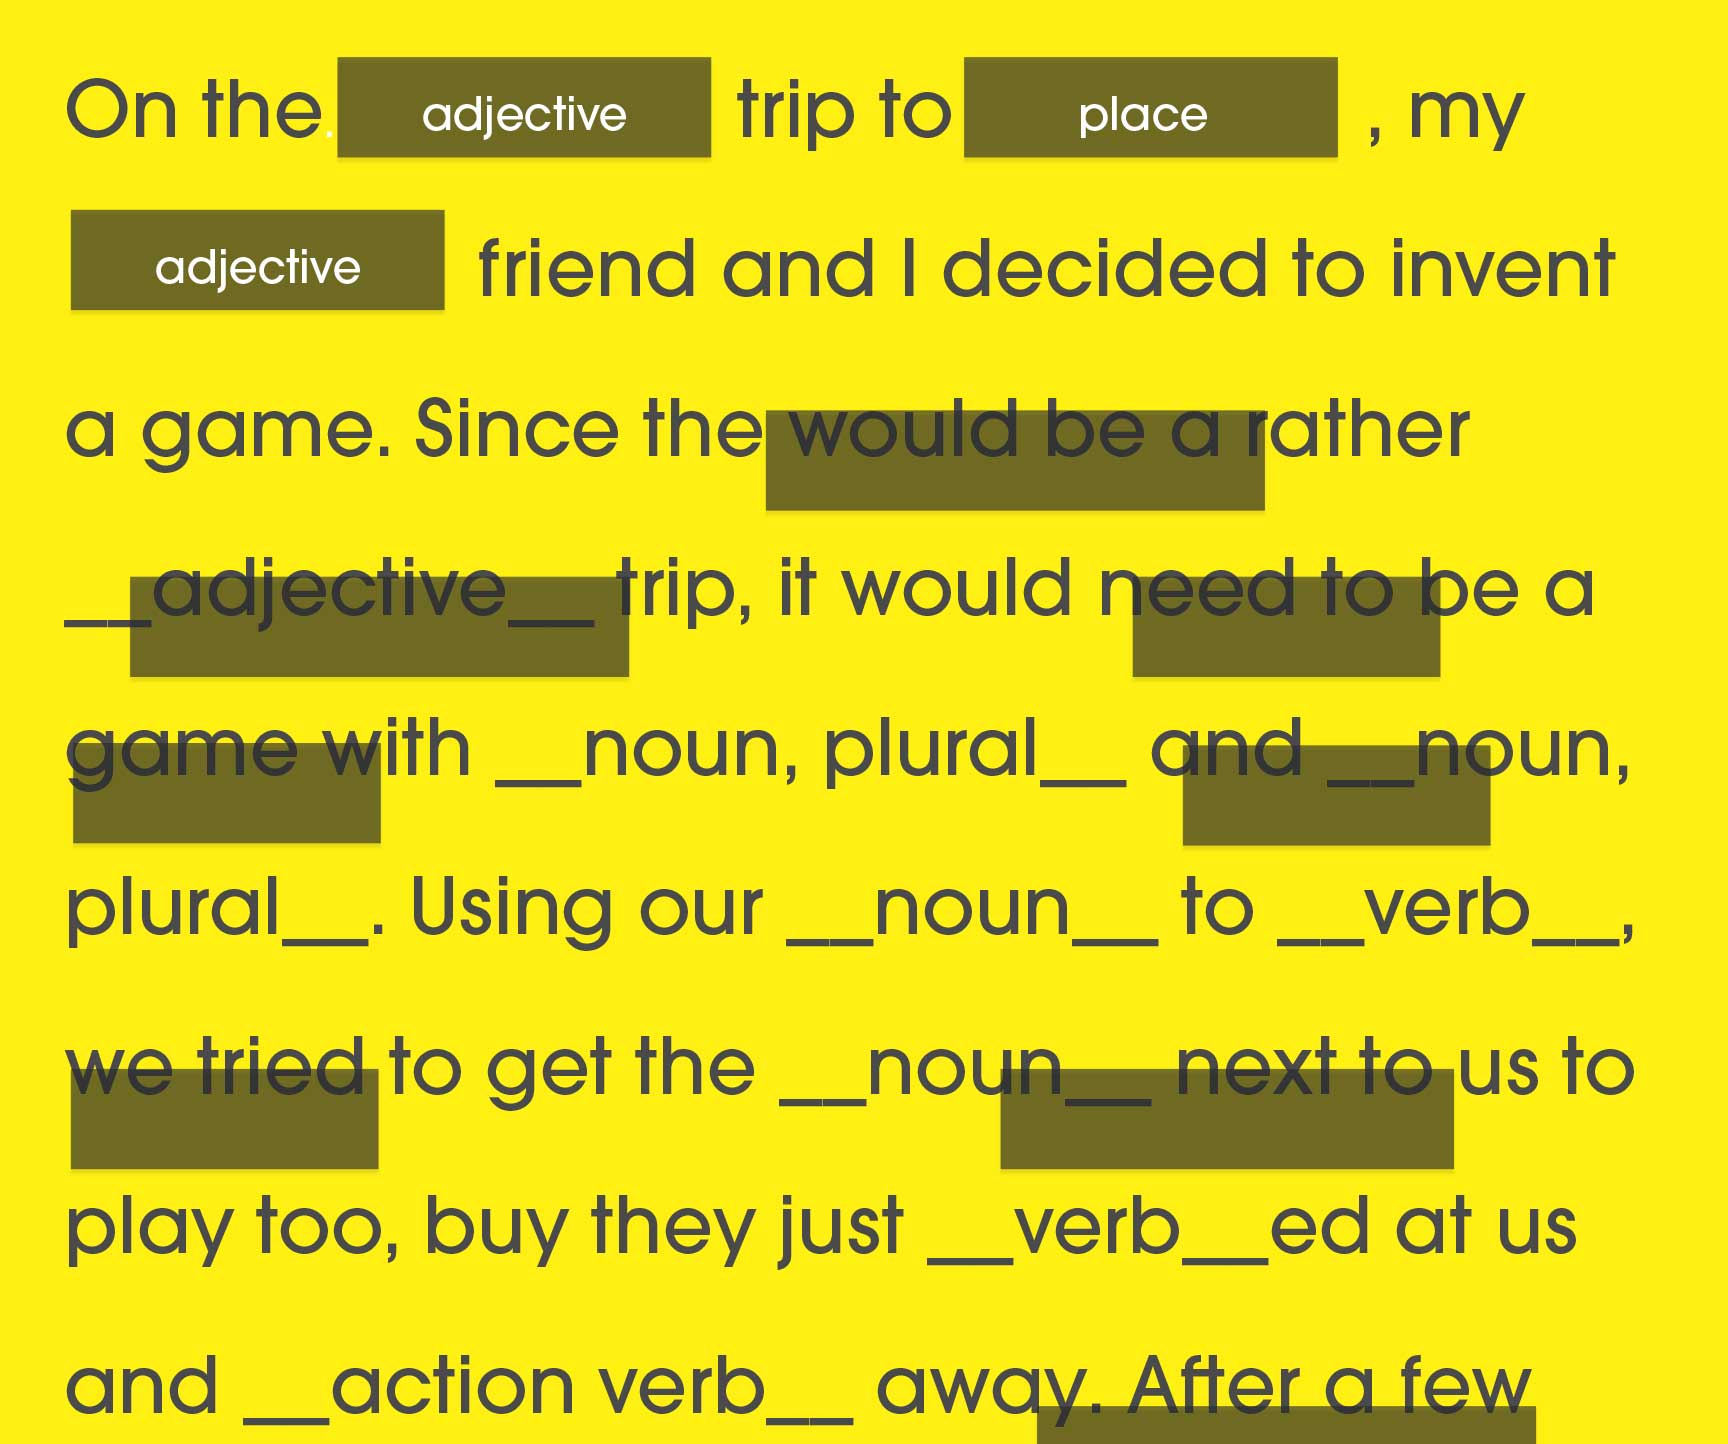 On the. adjective trip to place , my
adjective friend and I decided to invent
a game. Since the would be a rather
__adjective__ trip, it would need to be a
game with __noun, plural__ and __noun,
plural__. Using our __noun__ to __verb__,
we tried to get the __noun__ next to us to
play too, buy they just __verb__ed at us
and __action verb__ away. After a few